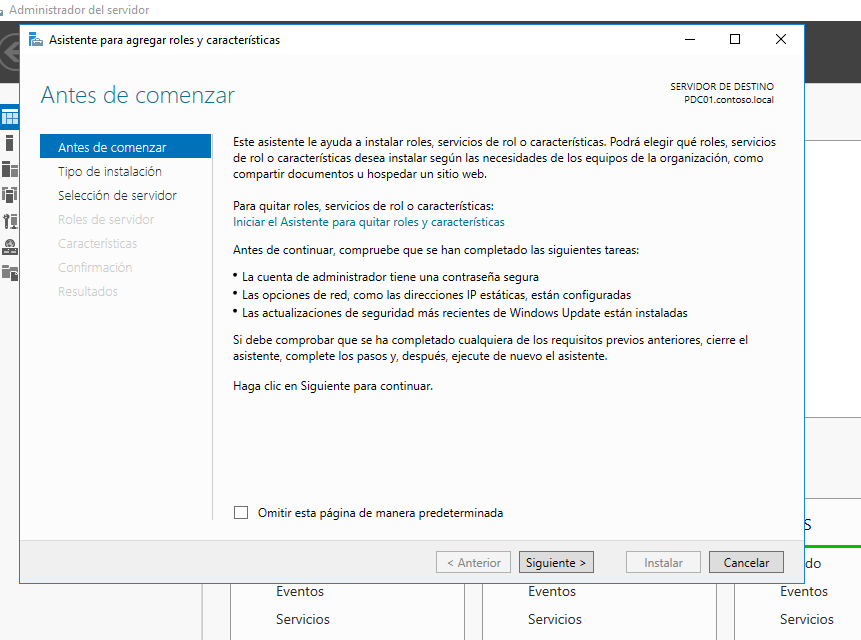 Administrador del servidor
Asistente para agregar roles y características
Antes de comenzar
SERVIDOR DE DESTINO
PDC01.contoso.local
Antes de comenzar
Tipo de instalación
Selección de servidor
Roles de servidor
Características
Confirmación
Resultados
Este asistente le ayuda a instalar roles, servicios de rol o características. Podrá elegir qué roles, servicios
de rol o características desea instalar según las necesidades de los equipos de la organización, como
compartir documentos u hospedar un sitio web.
Para quitar roles, servicios de rol o características:
Iniciar el Asistente para quitar roles y características
Antes de continuar, compruebe que se han completado las siguientes tareas:
• La cuenta de administrador tiene una contraseña segura
• Las opciones de red, como las direcciones IP estáticas, están configuradas
• Las actualizaciones de seguridad más recientes de Windows Update están instaladas
Si debe comprobar que se ha completado cualquiera de los requisitos previos anteriores, cierre el
asistente, complete los pasos y, después, ejecute de nuevo el asistente.
Haga clic en Siguiente para continuar.
Omitir esta página de manera predeterminada
< Anterior
Siguiente >
Instalar
Cancelar
S
do
Eventos
Eventos
Eventos
Servicios
Servicios
Servicios